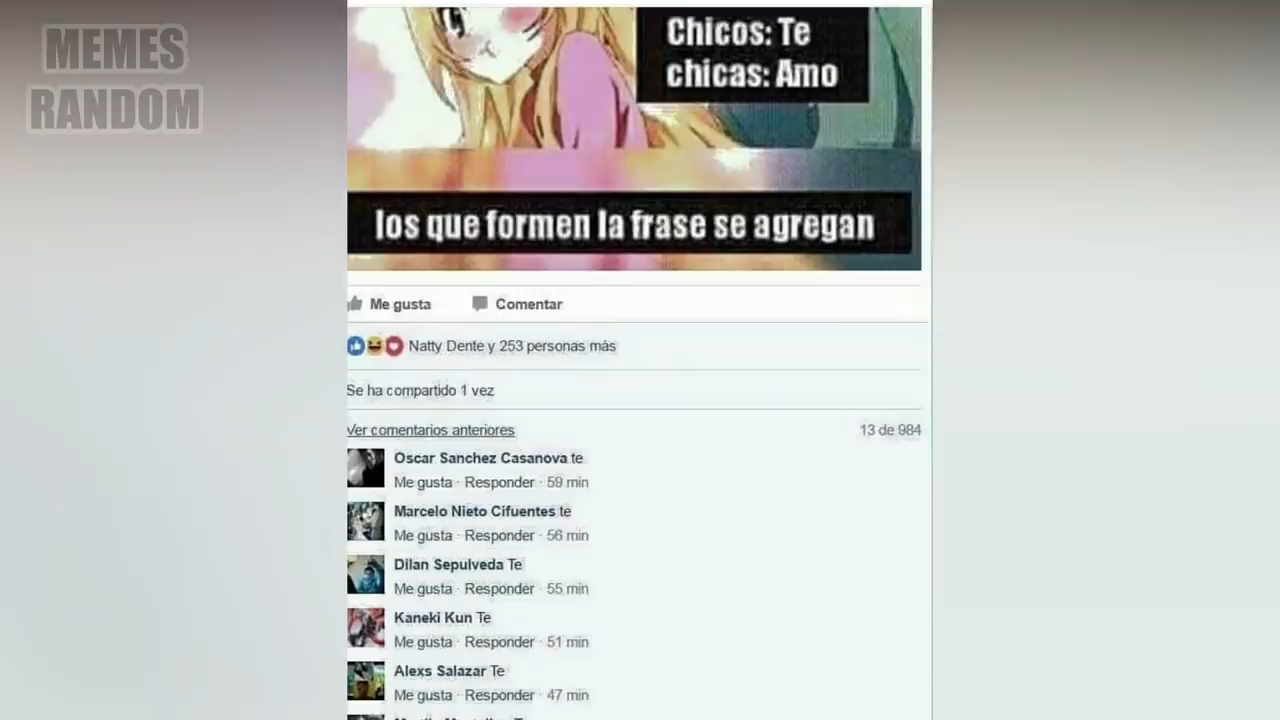 MEMES
RANDOM
Chicos: Te
chicas: Amo
los que formen la frase se agregan
Me gusta Comentar
Natty Dente y 253 personas más
Se ha compartido 1 vez
Ver comentarios anteriores 13 de 984
Oscar Sanchez Casanova te
Me gusta · Responder · 59 min
Marcelo Nieto Cifuentes te
Me gusta · Responder · 56 min
Dilan Sepulveda Te
Me gusta · Responder · 55 min
Kaneki Kun Te
Me gusta · Responder · 51 min
Alexs Salazar Te
Me gusta · Responder · 47 min